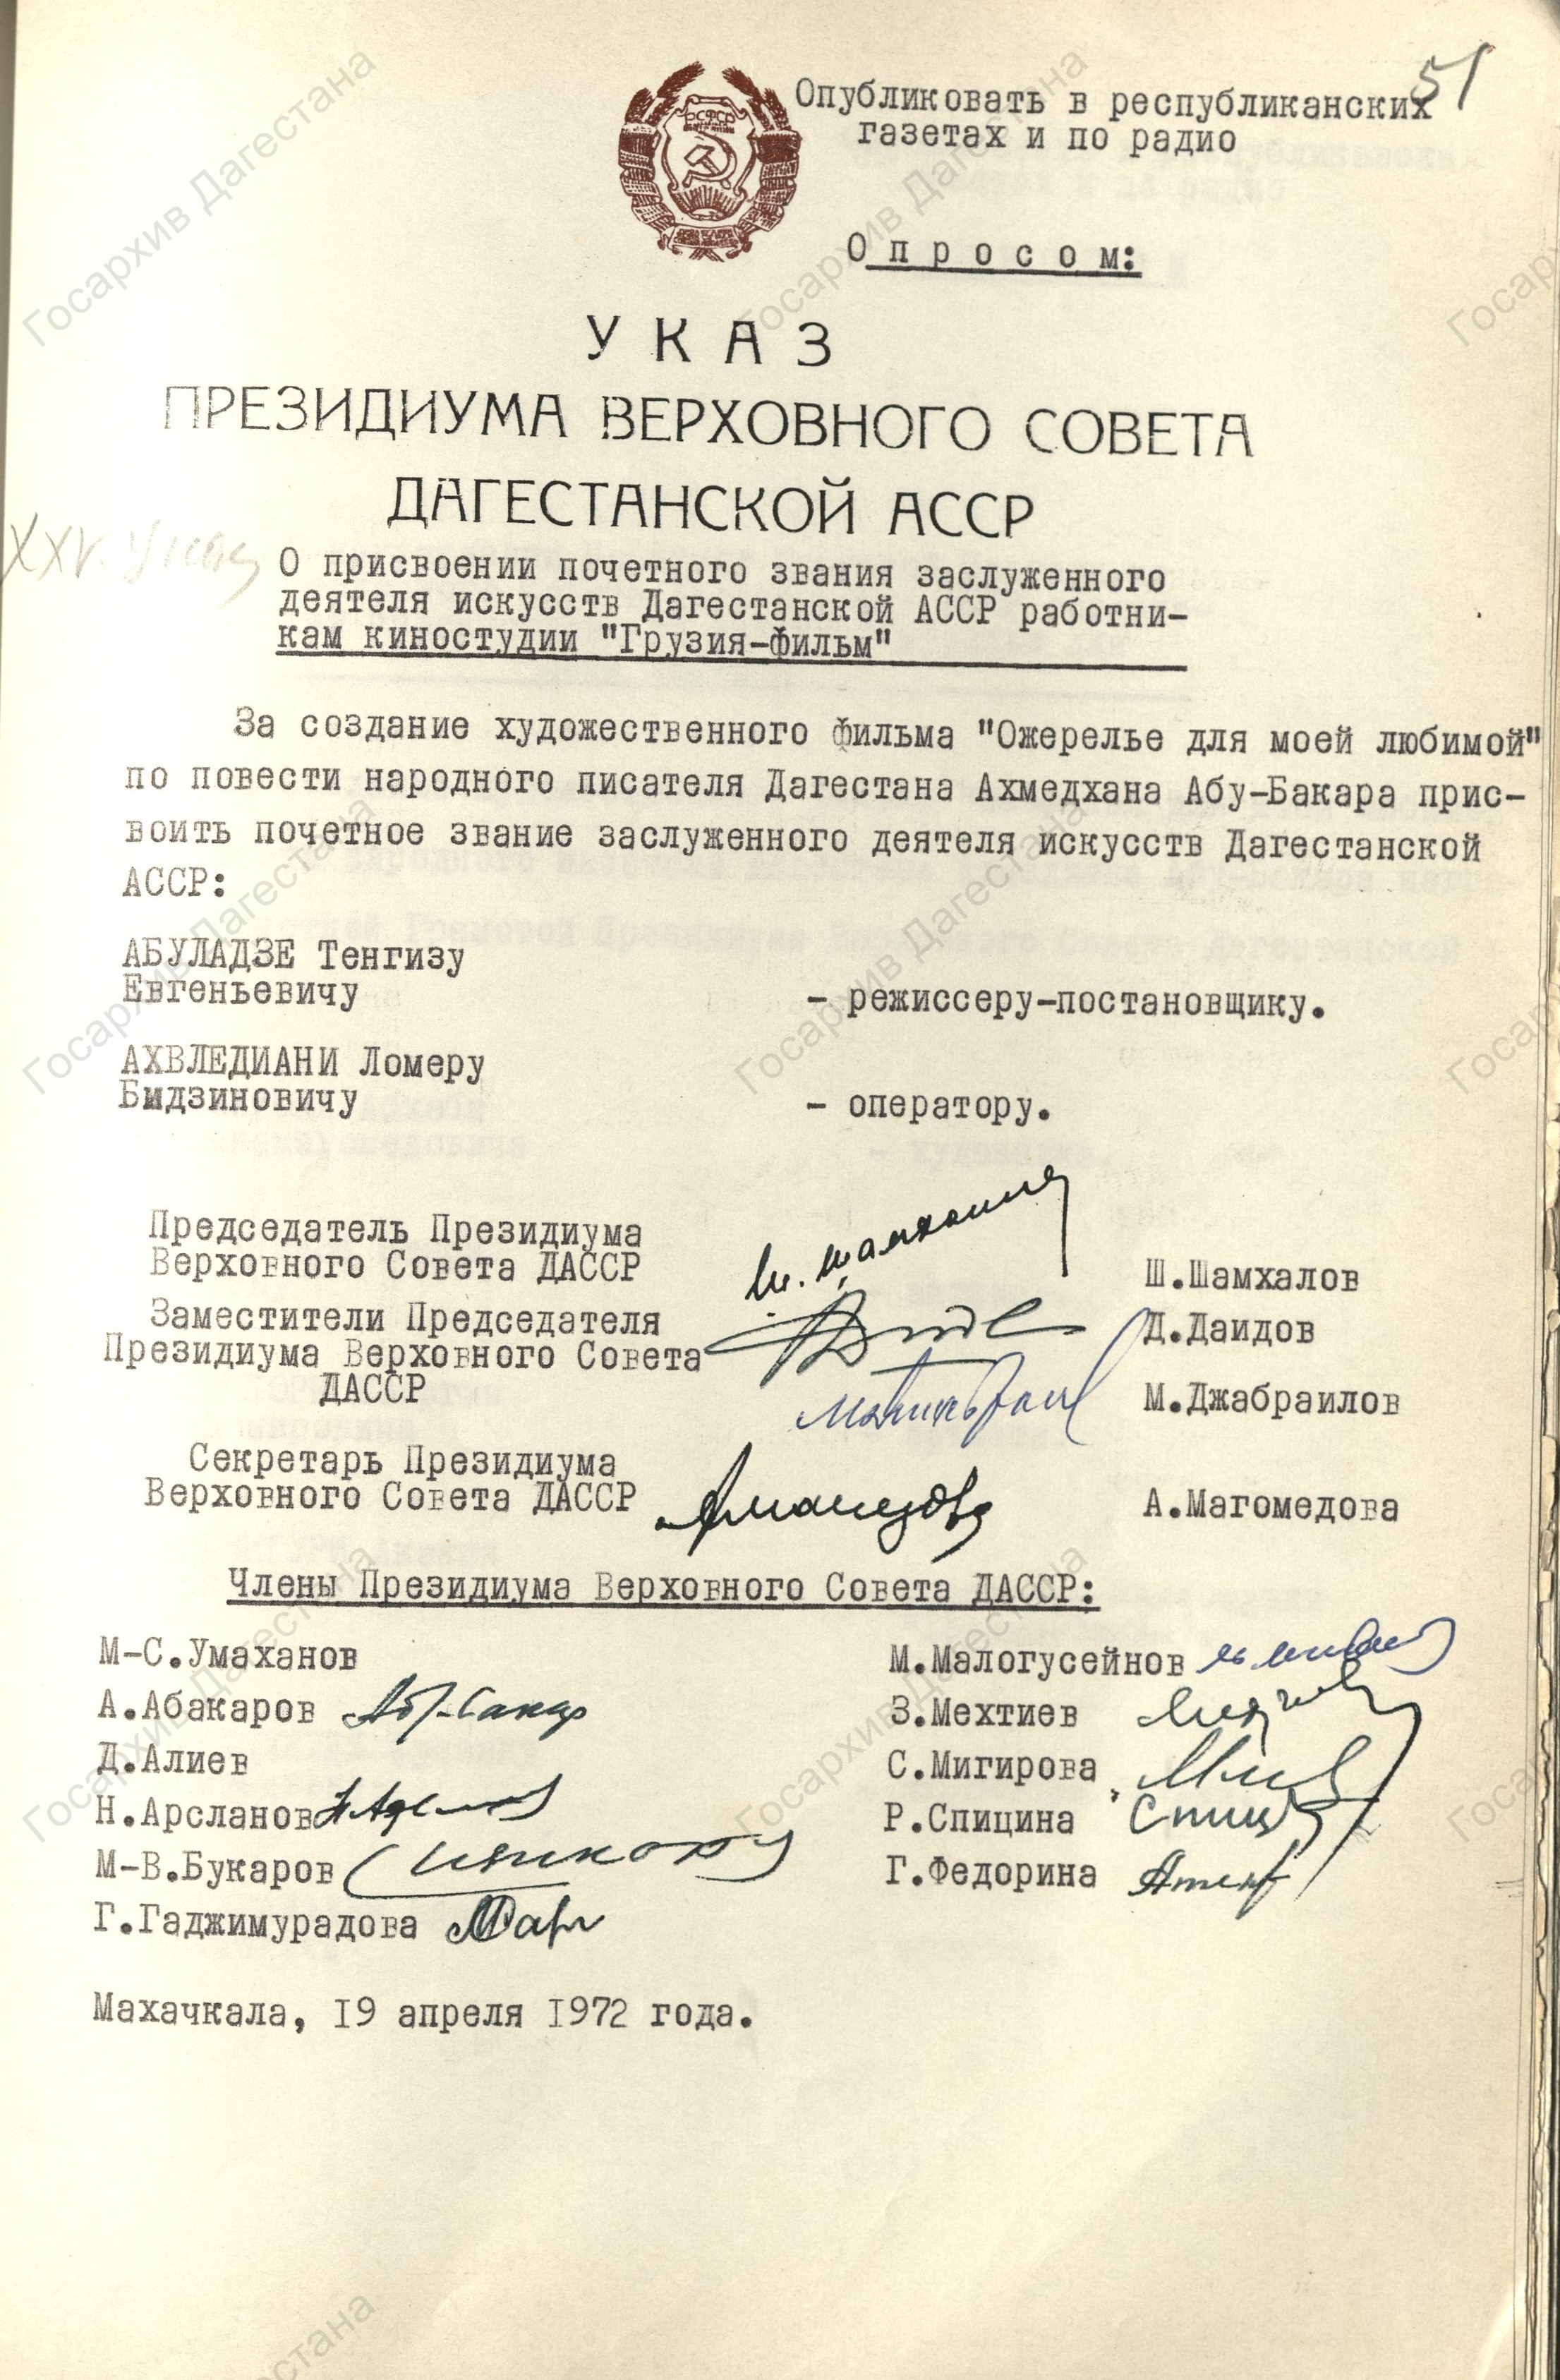 51
Опубликовать в республиканских
газетах и по радио
РСФСР
О п р о с о м:
У К А З
ПРЕЗИДИУМА ВЕРХОВНОГО СОВЕТА
ДАГЕСТАНСКОЙ АССР
О присвоении почетного звания заслуженного
деятеля искусств Дагестанской АССР работни-
кам киностудии "Грузия-фильм"
За создание художественного фильма "Ожерелье для моей любимой"
по повести народного писателя Дагестана Ахмедхана Абу-Бакара прис-
воить почетное звание заслуженного деятеля искусств Дагестанской
АССР:
АБУЛАДЗЕ Тенгизу
Евгеньевичу - режиссеру-постановщику.
АХВЛЕДИАНИ Ломеру
Быдзиновичу - оператору.
Председатель Президиума
Верховного Совета ДАССР Ш.Шамхалов
Заместители Председателя
Президиума Верховного Совета Д.Даидов
ДАССР М.Джабраилов
Секретарь Президиума
Верховного Совета ДАССР А.Магомедова
Члены Президиума Верховного Совета ДАССР:
М-С.Умаханов М.Малогусейнов
А.Абакаров З.Мехтиев
Д.Алиев С.Мигирова
Н.Арсланов Р.Спицина
М-В.Букаров Г.Федорина
Г.Гаджимурадова
Махачкала, 19 апреля 1972 года.
Госархив Дагестана